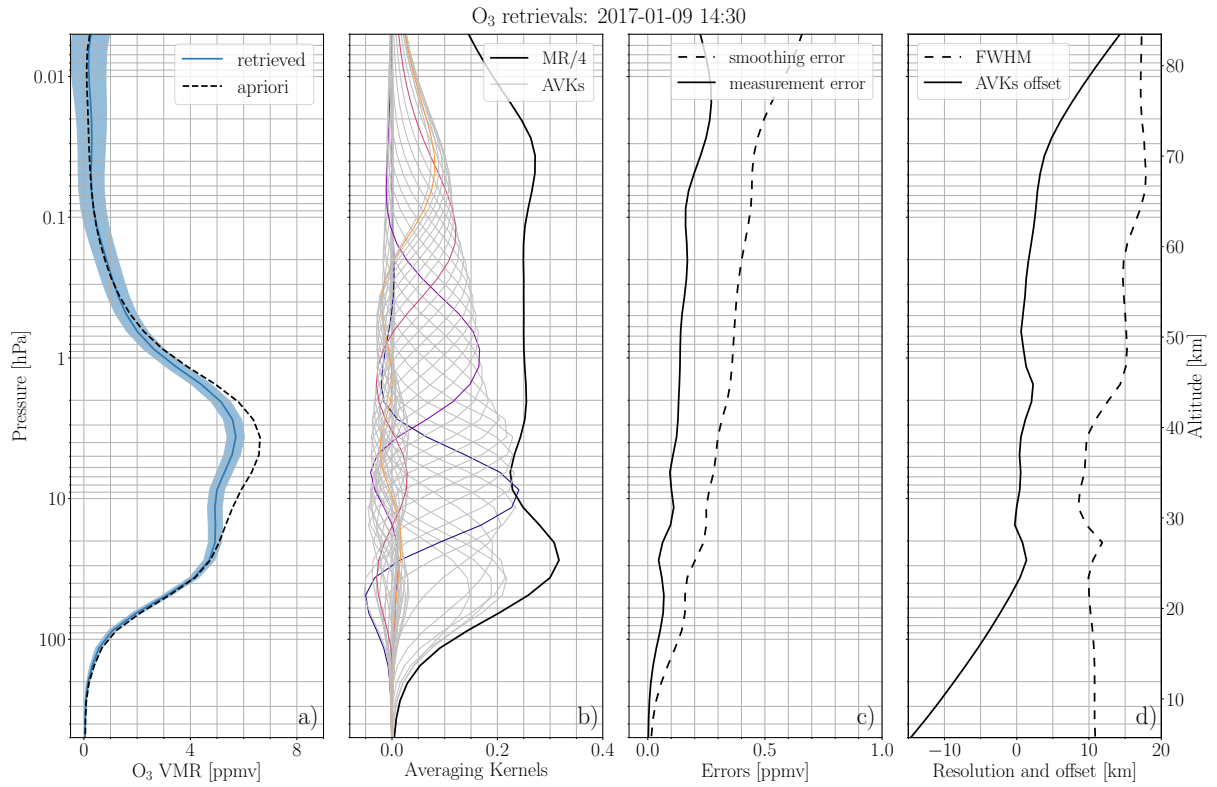 O₃ retrievals: 2017-01-09 14:30
retrieved
apriori
MR/4
AVKs
smoothing error
measurement error
FWHM
AVKs offset
0.01
0.1
1
10
100
Pressure [hPa]
80
70
60
50
40
30
20
10
Altitude [km]
a)
b)
c)
d)
0 4 8
0.0 0.2 0.4
0.0 0.5 1.0
−10 0 10 20
O₃ VMR [ppmv]
Averaging Kernels
Errors [ppmv]
Resolution and offset [km]